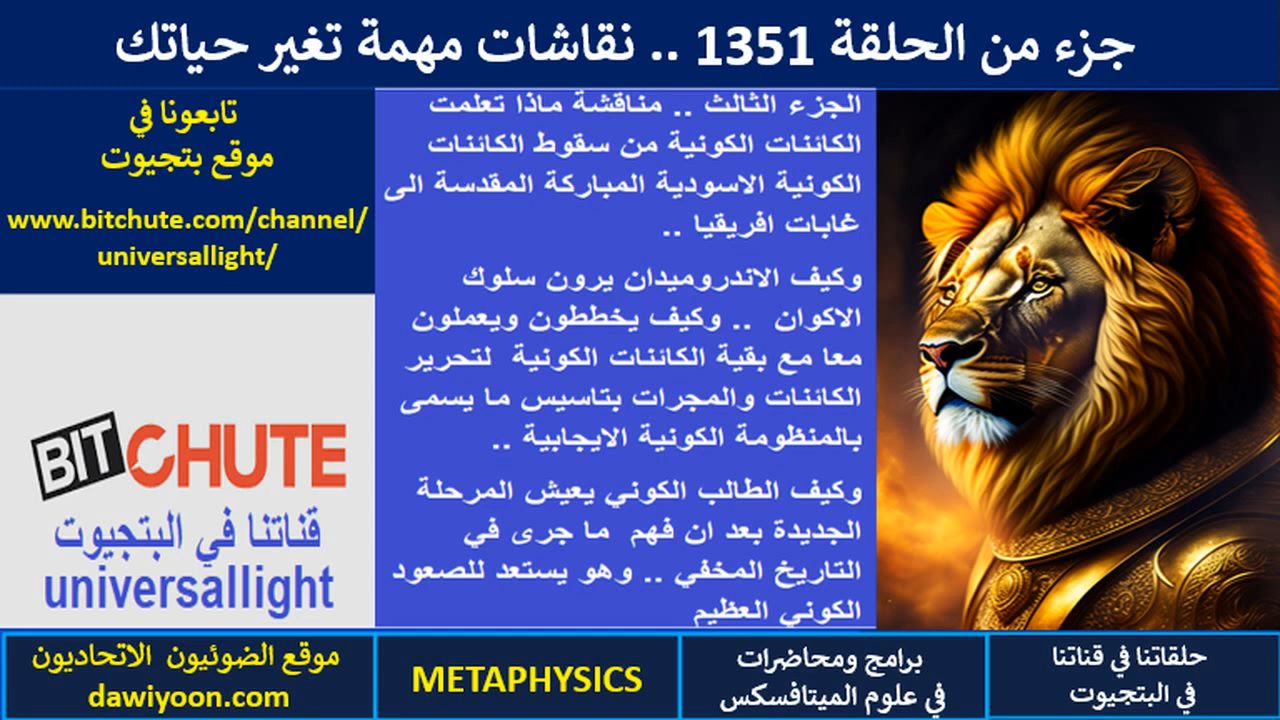 جزء من الحلقة 1351 .. نقاشات مهمة تغير حياتك
الجزء الثالث .. مناقشة ماذا تعلمت
الكائنات الكونية من سقوط الكائنات
الكونية الاسودية المباركة المقدسة الى
غابات افريقيا ..
وكيف الاندروميدان يرون سلوك
الاكوان .. وكيف يخططون ويعملون
معا مع بقية الكائنات الكونية لتحرير
الكائنات والمجرات بتاسيس ما يسمى
بالمنظومة الكونية الايجابية ..
وكيف الطالب الكوني يعيش المرحلة
الجديدة بعد ان فهم ما جرى في
التاريخ المخفي .. وهو يستعد للصعود
الكوني العظيم
تابعونا في
موقع بتجيوت
www.bitchute.com/channel/
universallight/
BITCHUTE
قناتنا في البتجيوت
universallight
حلقاتنا في قناتنا
في البتجيوت
برامج ومحاضرات
في علوم الميتافسكس
METAPHYSICS
موقع الضوئيون الاتحاديون
dawiyoon.com